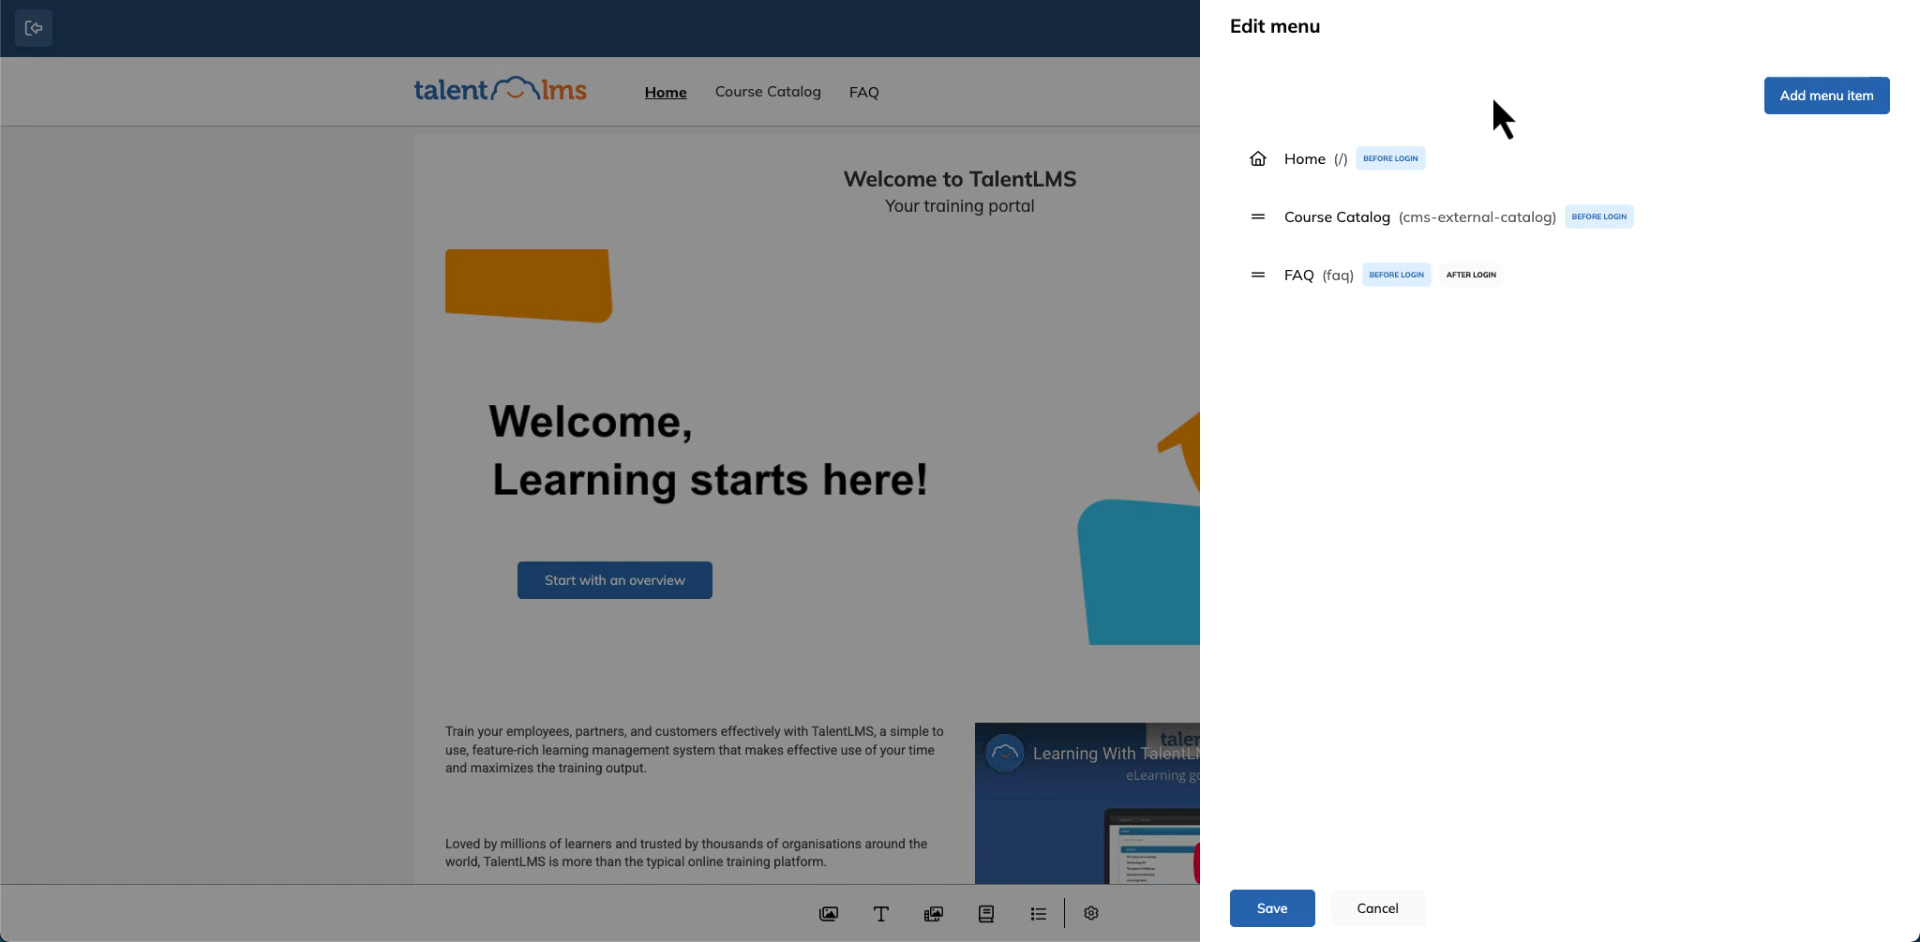 Edit menu
talentlms
Home
Course Catalog
FAQ
Add menu item
Home (/) BEFORE LOGIN
Course Catalog (cms-external-catalog) BEFORE LOGIN
FAQ (faq) BEFORE LOGIN AFTER LOGIN
Welcome to TalentLMS
Your training portal
Welcome,
Learning starts here!
Start with an overview
Train your employees, partners, and customers effectively with TalentLMS, a simple to
use, feature-rich learning management system that makes effective use of your time
and maximizes the training output.
Loved by millions of learners and trusted by thousands of organisations around the
world, TalentLMS is more than the typical online training platform.
talen
Learning With TalentLM
eLearning go
Save
Cancel